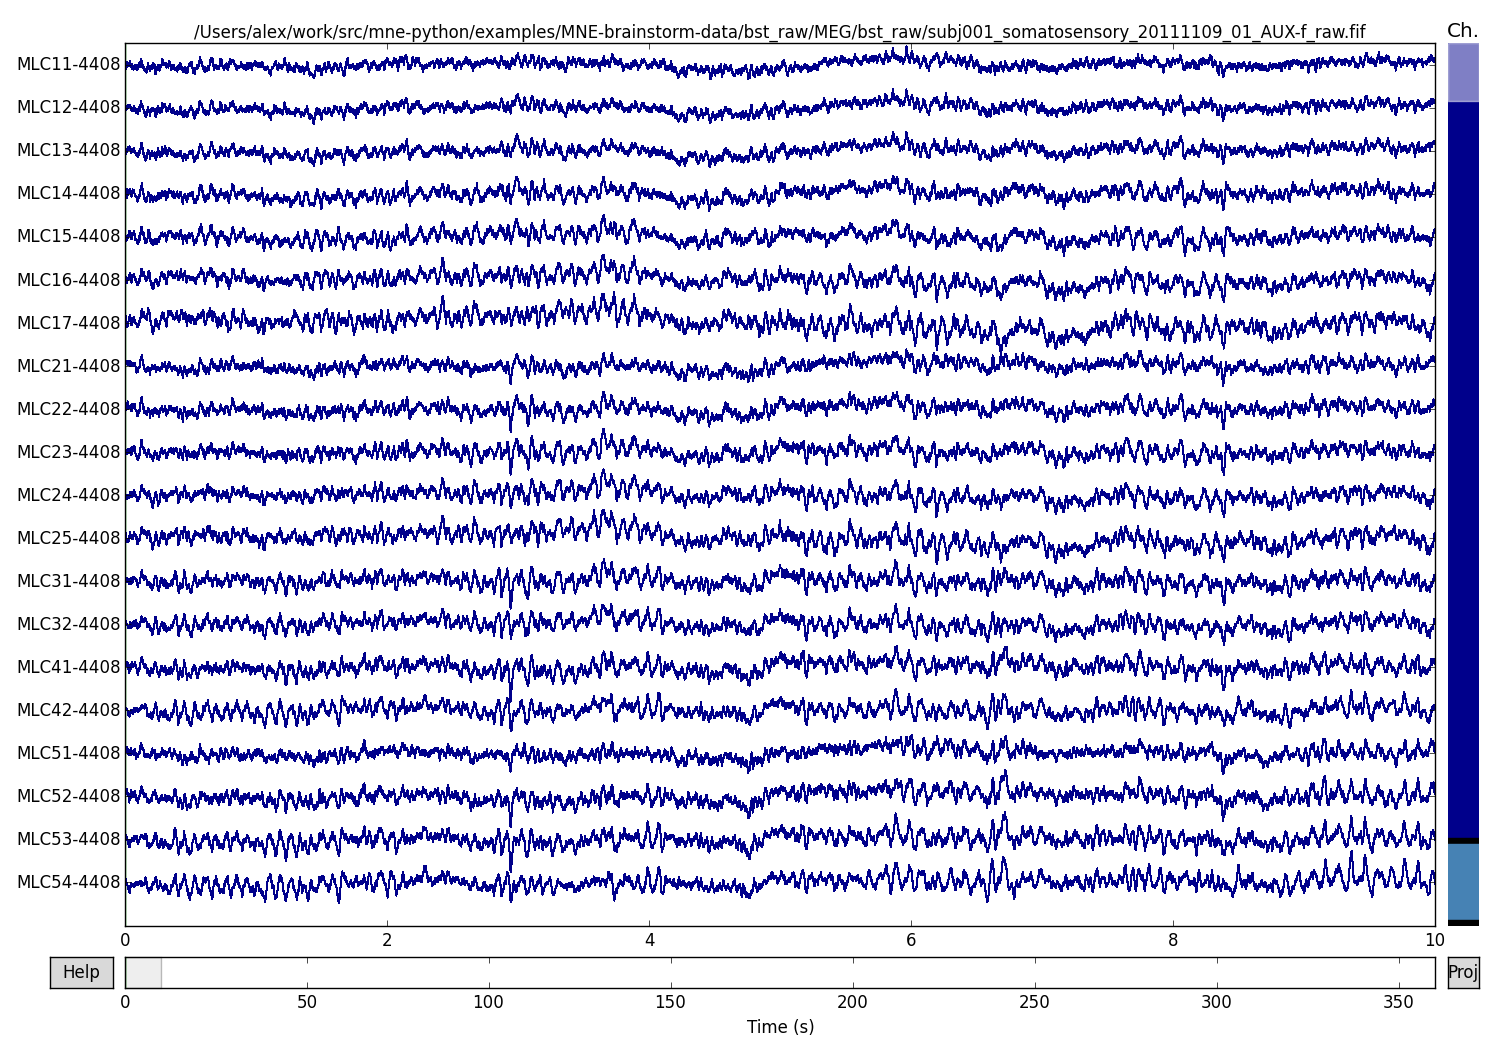 /Users/alex/work/src/mne-python/examples/MNE-brainstorm-data/bst_raw/MEG/bst_raw/subj001_somatosensory_20111109_01_AUX-f_raw.fif
Ch.
MLC11-4408
MLC12-4408
MLC13-4408
MLC14-4408
MLC15-4408
MLC16-4408
MLC17-4408
MLC21-4408
MLC22-4408
MLC23-4408
MLC24-4408
MLC25-4408
MLC31-4408
MLC32-4408
MLC41-4408
MLC42-4408
MLC51-4408
MLC52-4408
MLC53-4408
MLC54-4408
0 2 4 6 8 10
Help
Proj
0 50 100 150 200 250 300 350
Time (s)